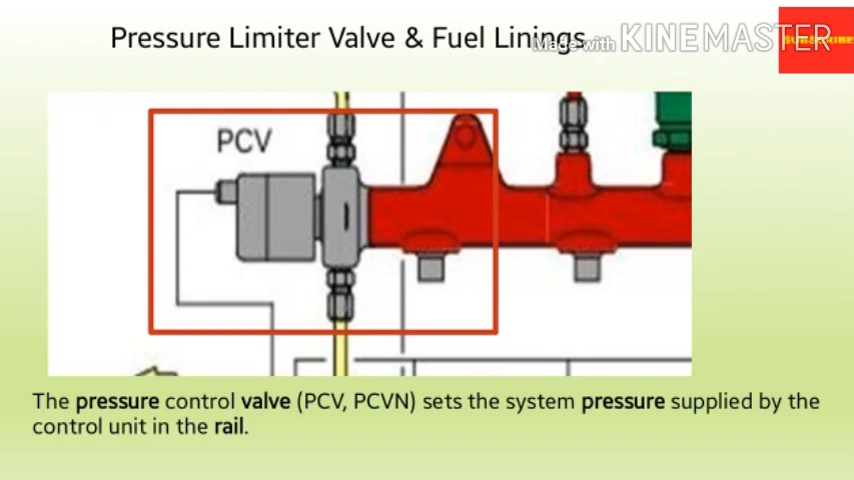 Pressure Limiter Valve & Fuel Linings
Made with KINEMASTER
SUBSCRIBE
PCV
The pressure control valve (PCV, PCVN) sets the system pressure supplied by the
control unit in the rail.